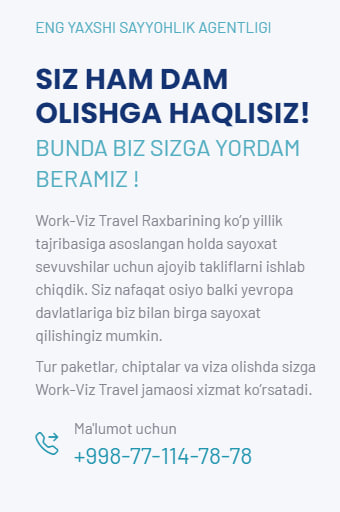 ENG YAXSHI SAYYOHLIK AGENTLIGI
SIZ HAM DAM
OLISHGA HAQLISIZ!
BUNDA BIZ SIZGA YORDAM
BERAMIZ !
Work-Viz Travel Raxbarining ko’p yillik
tajribasiga asoslangan holda sayoxat
sevuvshilar uchun ajoyib takliflarni ishlab
chiqdik. Siz nafaqat osiyo balki yevropa
davlatlariga biz bilan birga sayoxat
qilishingiz mumkin.
Tur paketlar, chiptalar va viza olishda sizga
Work-Viz Travel jamaosi xizmat ko’rsatadi.
Ma'lumot uchun
+998-77-114-78-78